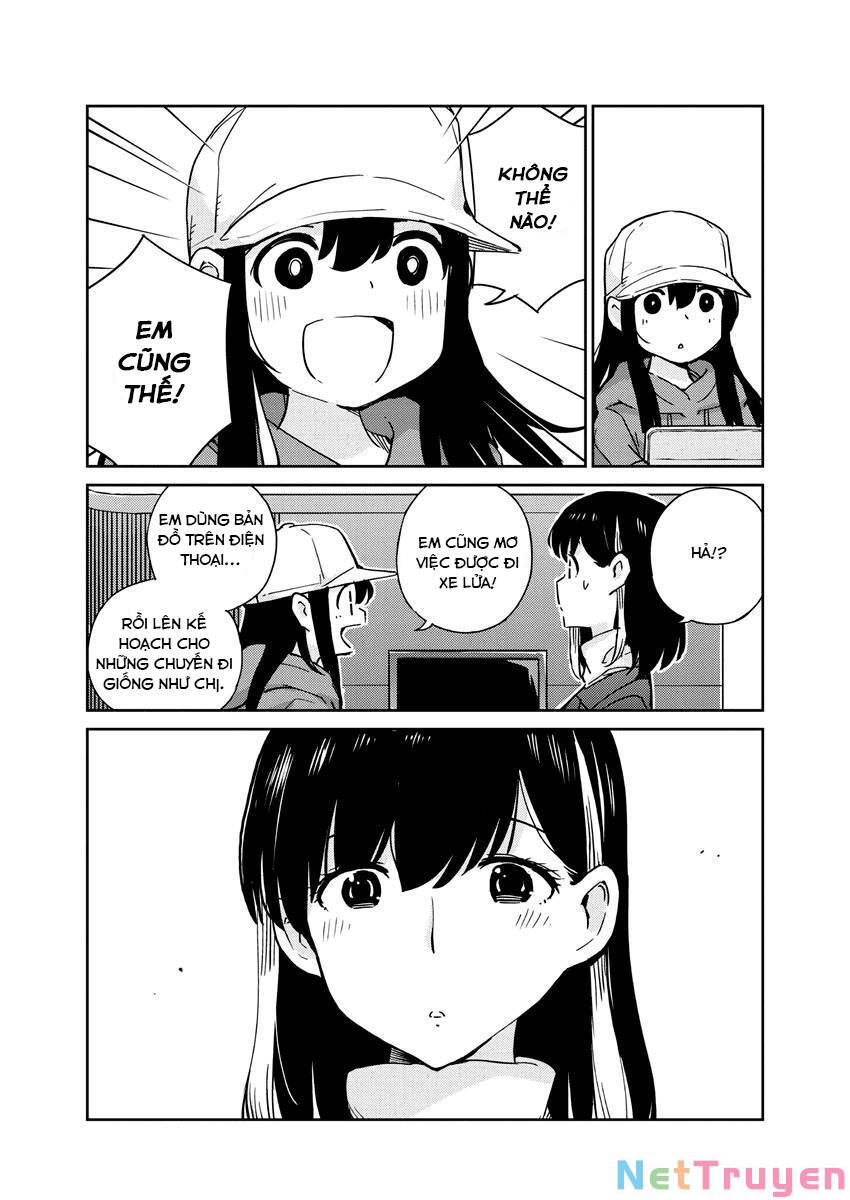 KHÔNG
THỂ
NÀO!
EM
CŨNG
THẾ!
HẢ!?
EM CŨNG MƠ
VIỆC ĐƯỢC ĐI
XE LỬA!
EM DÙNG BẢN
ĐỒ TRÊN ĐIỆN
THOẠI...
RỒI LÊN KẾ
HOẠCH CHO
NHỮNG CHUYẾN ĐI
GIỐNG NHƯ CHỊ.
NetTruyen